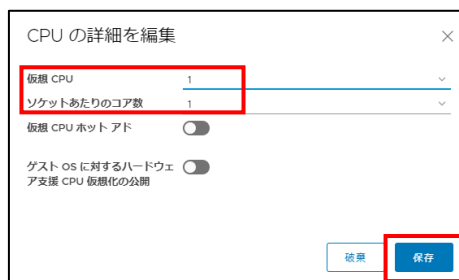 CPU の詳細を編集
仮想 CPU 1
ソケットあたりのコア数 1
仮想 CPU ホット アド
ゲスト OS に対するハードウェ
ア支援 CPU 仮想化の公開
破棄 保存